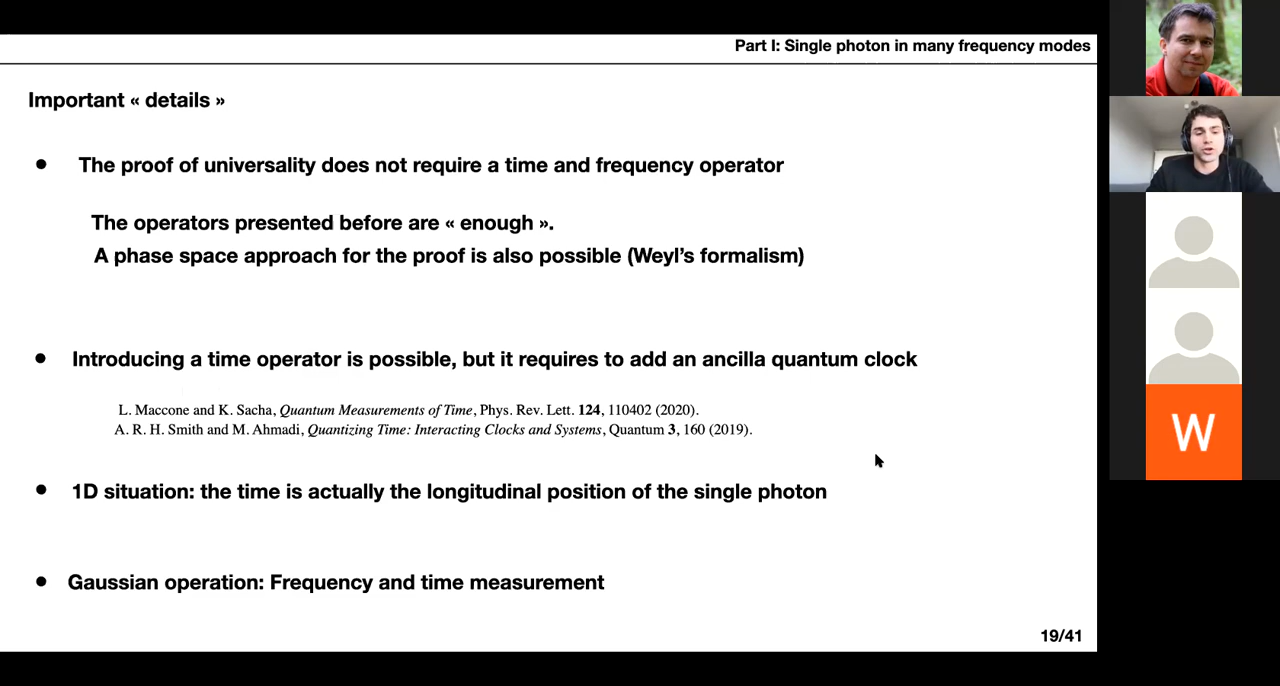 Part I: Single photon in many frequency modes
Important « details »
● The proof of universality does not require a time and frequency operator
The operators presented before are « enough ».
A phase space approach for the proof is also possible (Weyl’s formalism)
● Introducing a time operator is possible, but it requires to add an ancilla quantum clock
L. Maccone and K. Sacha, Quantum Measurements of Time, Phys. Rev. Lett. 124, 110402 (2020).
A. R. H. Smith and M. Ahmadi, Quantizing Time: Interacting Clocks and Systems, Quantum 3, 160 (2019).
● 1D situation: the time is actually the longitudinal position of the single photon
● Gaussian operation: Frequency and time measurement
19/41
W